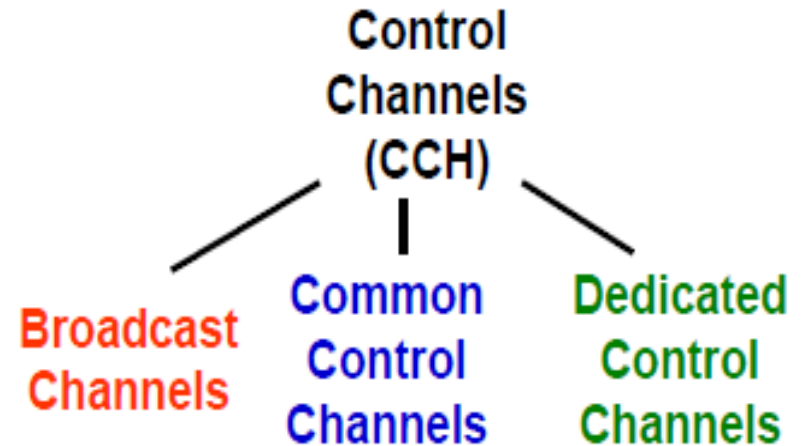 Control
Channels
(CCH)
Broadcast
Channels
Common
Control
Channels
Dedicated
Control
Channels